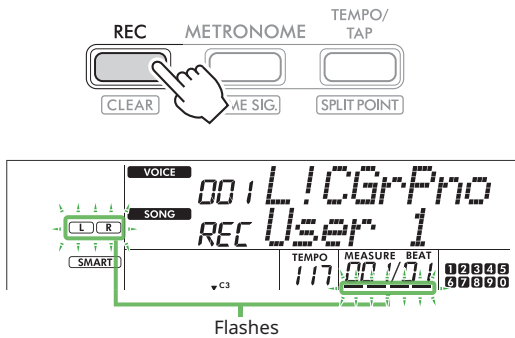 REC METRONOME TEMPO/ TAP
CLEAR ME SIG. SPLIT POINT
VOICE 001 L!CGrPno
SONG REC User 1
L R
SMART
TEMPO 117
MEASURE BEAT 001/01
1 2 3 4 5
6 7 8 9 0
C3
Flashes